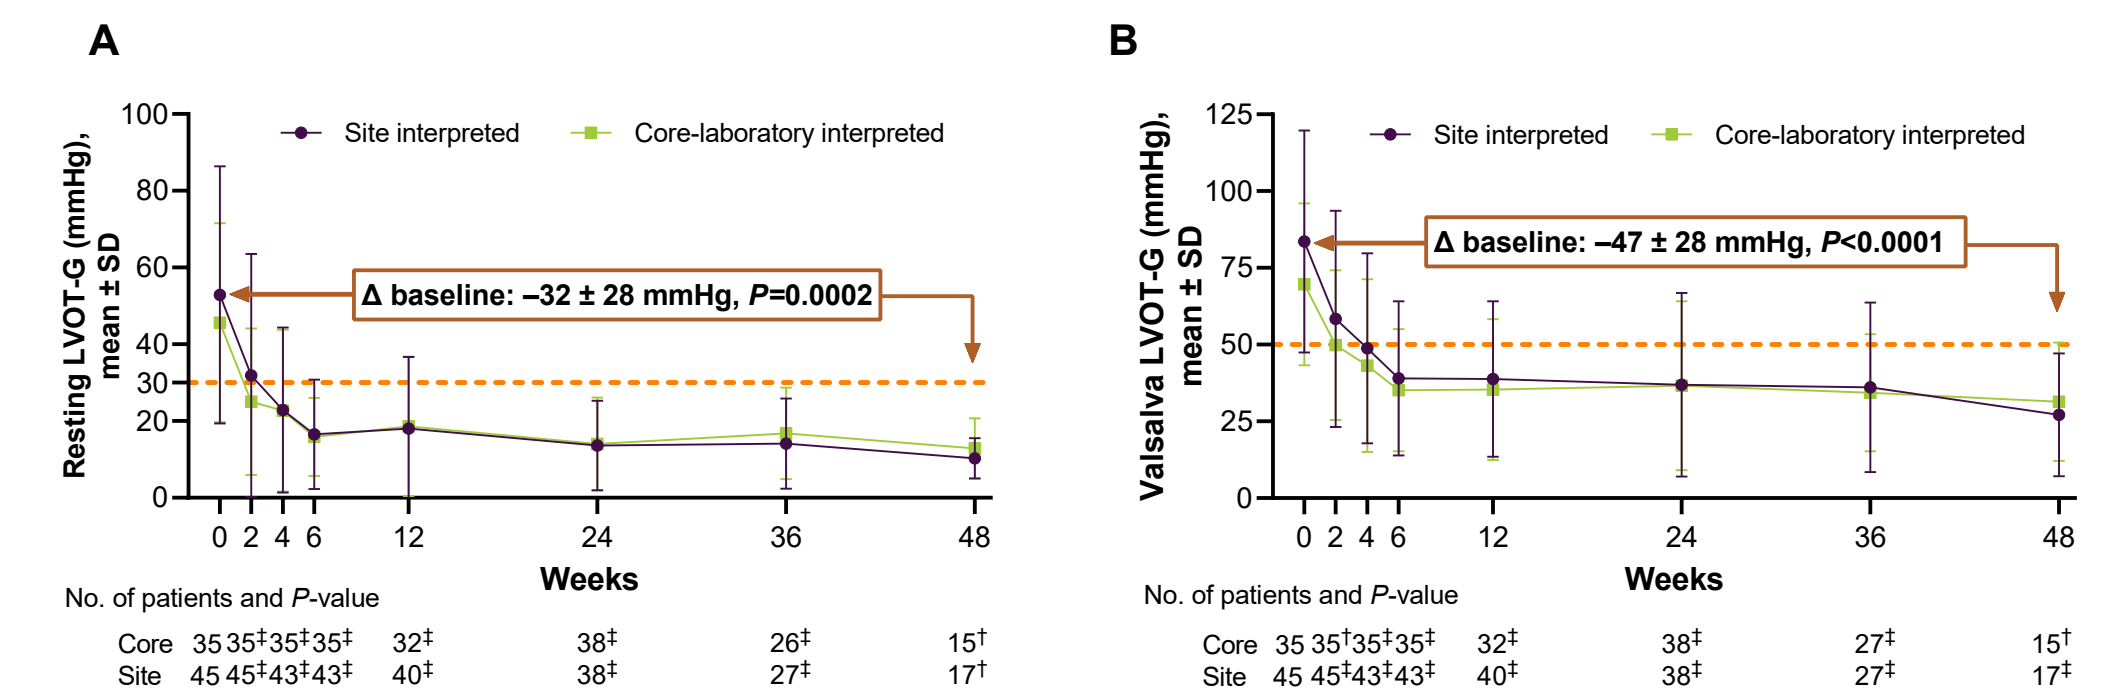 A
Resting LVOT-G (mmHg),
mean ± SD
100
80
60
40
30
20
0
Site interpreted
Core-laboratory interpreted
Δ baseline: –32 ± 28 mmHg, P=0.0002
0 2 4 6 12 24 36 48
Weeks
No. of patients and P-value
Core 35 35‡ 35‡ 35‡ 32‡ 38‡ 26‡ 15†
Site 45 45‡ 43‡ 43‡ 40‡ 38‡ 27‡ 17†
B
Valsalva LVOT-G (mmHg),
mean ± SD
125
100
75
50
25
0
Site interpreted
Core-laboratory interpreted
Δ baseline: –47 ± 28 mmHg, P<0.0001
0 2 4 6 12 24 36 48
Weeks
No. of patients and P-value
Core 35 35† 35‡ 35‡ 32‡ 38‡ 27‡ 15†
Site 45 45‡ 43‡ 43‡ 40‡ 38‡ 27‡ 17‡